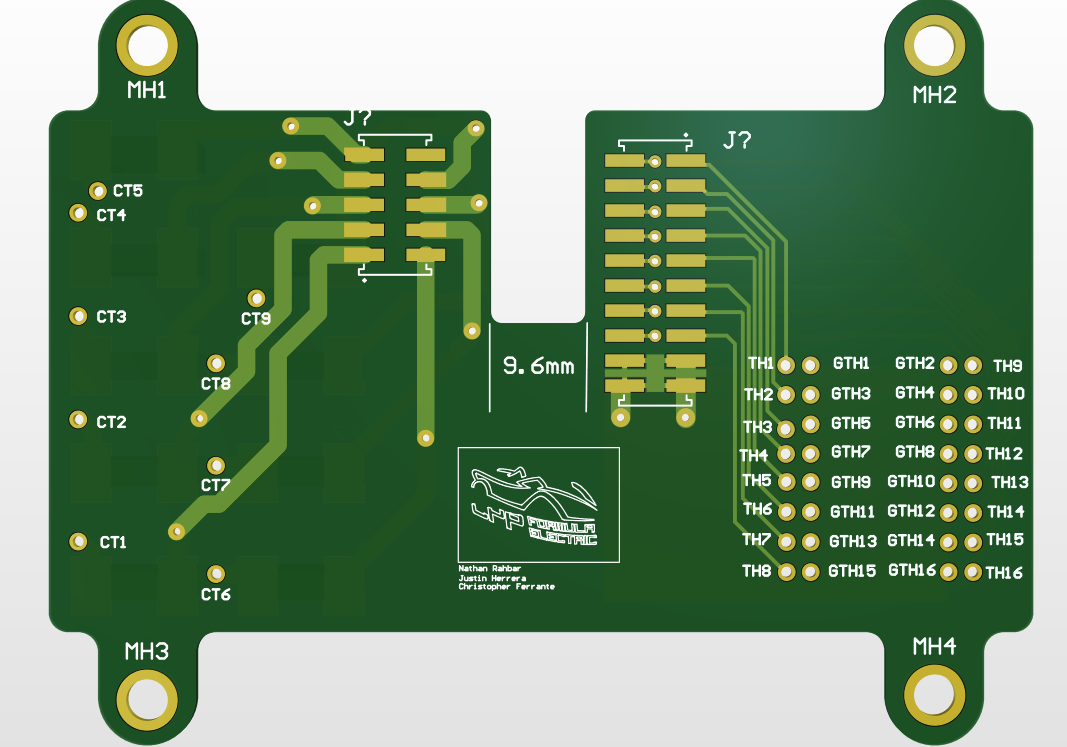 MH1
MH2
J?
J?
CT5
CT4
CT3
CT9
9.6mm
TH1 GTH1 GTH2 TH9
CT8
TH2 GTH3 GTH4 TH10
CT2
TH3 GTH5 GTH6 TH11
TH4 GTH7 GTH8 TH12
CT7
TH5 GTH9 GTH10 TH13
TH6 GTH11 GTH12 TH14
FORMULA
ELECTRIC
CT1
TH7 GTH13 GTH14 TH15
Nathan Rahbar
Justin Herrera
Christopher Ferrante
TH8 GTH15 GTH16 TH16
CT6
MH3
MH4